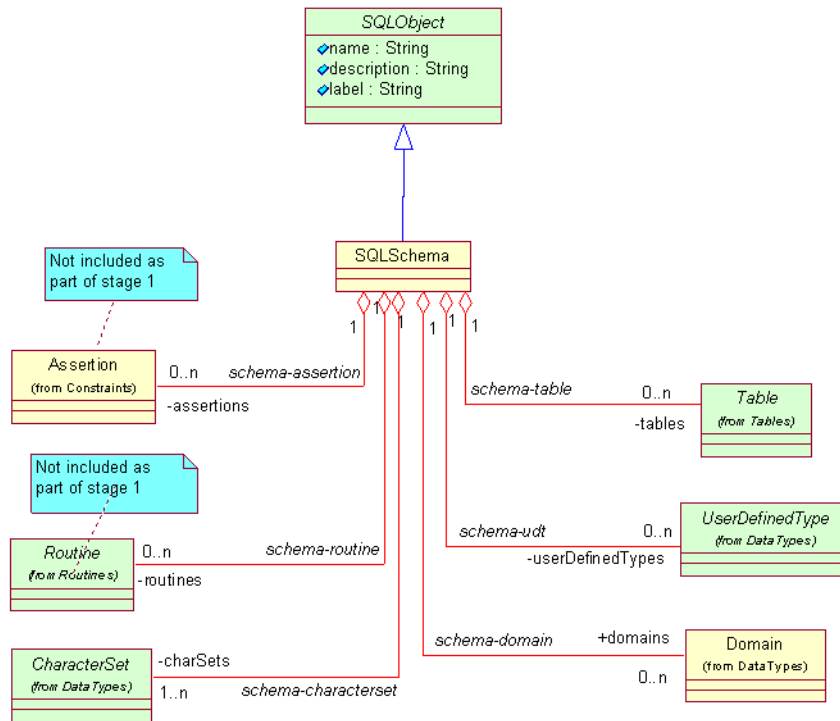 SQLObject
name : String
description : String
label : String
SQLSchema
1
1
1
1
1
1
Not included as
part of stage 1
Assertion
(from Constraints)
0..n
schema-assertion
-assertions
schema-table
0..n
-tables
Table
(from Tables)
Not included as
part of stage 1
Routine
(from Routines)
0..n
schema-routine
-routines
schema-udt
0..n
-userDefinedTypes
UserDefinedType
(from DataTypes)
CharacterSet
(from DataTypes)
-charSets
1..n
schema-characterset
schema-domain
+domains
0..n
Domain
(from DataTypes)